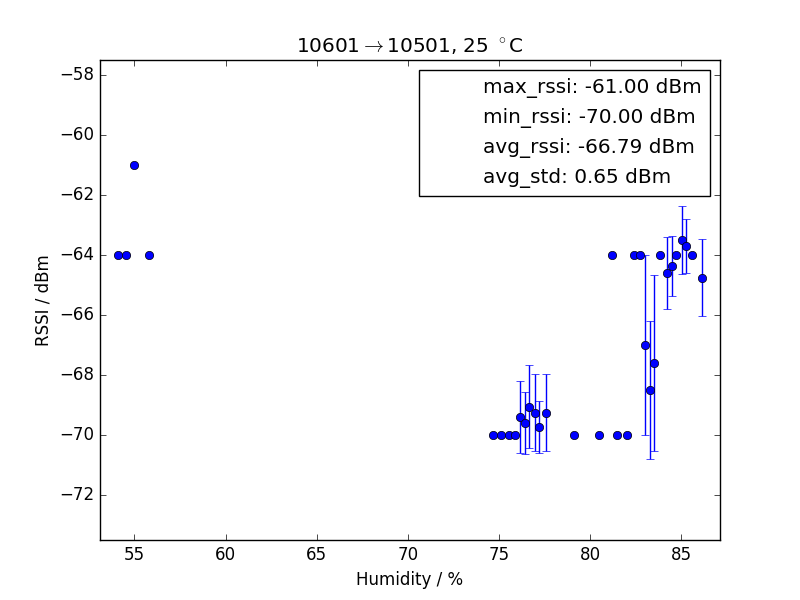 10601→10501, 25 °C
max_rssi: -61.00 dBm
min_rssi: -70.00 dBm
avg_rssi: -66.79 dBm
avg_std: 0.65 dBm
RSSI / dBm
−58
−60
−62
−64
−66
−68
−70
−72
55 60 65 70 75 80 85
Humidity / %